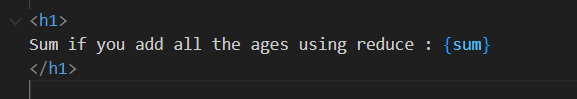 <h1>
Sum if you add all the ages using reduce : {sum}
</h1>